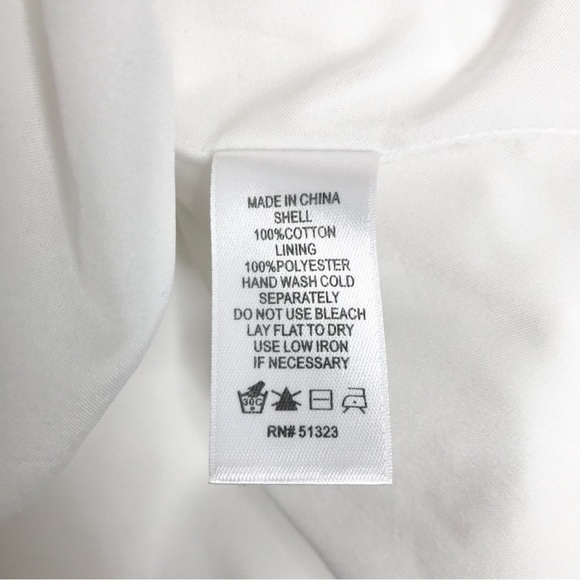 MADE IN CHINA
SHELL
100%COTTON
LINING
100%POLYESTER
HAND WASH COLD
SEPARATELY
DO NOT USE BLEACH
LAY FLAT TO DRY
USE LOW IRON
IF NECESSARY
30C
RN# 51323